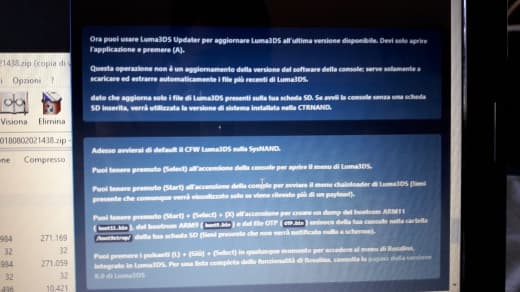 Ora puoi usare Luma3DS Updater per aggiornare Luma3DS all'ultima versione disponibile. Devi solo aprire
l'applicazione e premere (A).
Questa operazione non è un aggiornamento della versione del software della console; serve solamente a
scaricare ed estrarre automaticamente i file più recenti di Luma3DS.
dato che aggiorna solo i file di Luma3DS presenti sulla tua scheda SD. Se avvii la console senza una scheda
SD inserita, verrà utilizzata la versione di sistema installata nella CTRNAND.
21438.zip (copia di v
i Opzioni ?
Visiona Elimina
0180802021438.zip -
one Compresso
984 271.169
32 32
984 271.059
32 32
496 10.421
Adesso avvierai di default il CFW Luma3DS sulla SysNAND.
Puoi tenere premuto (Select) all'accensione della console per aprire il menu di Luma3DS.
Puoi tenere premuto (Start) all'accensione della console per avviare il menu chainloader di Luma3DS (tieni
presente che comunque verrà visualizzato solo se viene rilevato più di un payload).
Puoi tenere premuto (Start) + (Select) + (X) all'accensione per creare un dump del bootrom ARM11
(boot11.bin), del bootrom ARM9 (boot9.bin) e del file OTP (OTP.bin) univoco della tua console nella cartella
/luma/ della tua scheda SD (tieni presente che non verrà notificato nulla a schermo).
Puoi premere i pulsanti (L) + (Giù) + (Select) in qualunque momento per accedere al menu di Rosalina,
integrato in Luma3DS. Per una lista completa delle funzionalità di Rosalina, consulta la pagina della versione
8.0 di Luma3DS